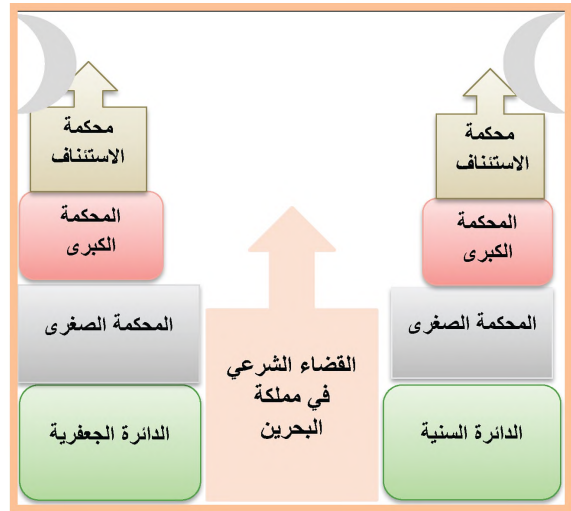 محكمة
الاستئناف
المحكمة
الكبرى
المحكمة الصغرى
الدائرة السنية
القضاء الشرعي
في مملكة
البحرين
محكمة
الاستئناف
المحكمة
الكبرى
المحكمة الصغرى
الدائرة الجعفرية